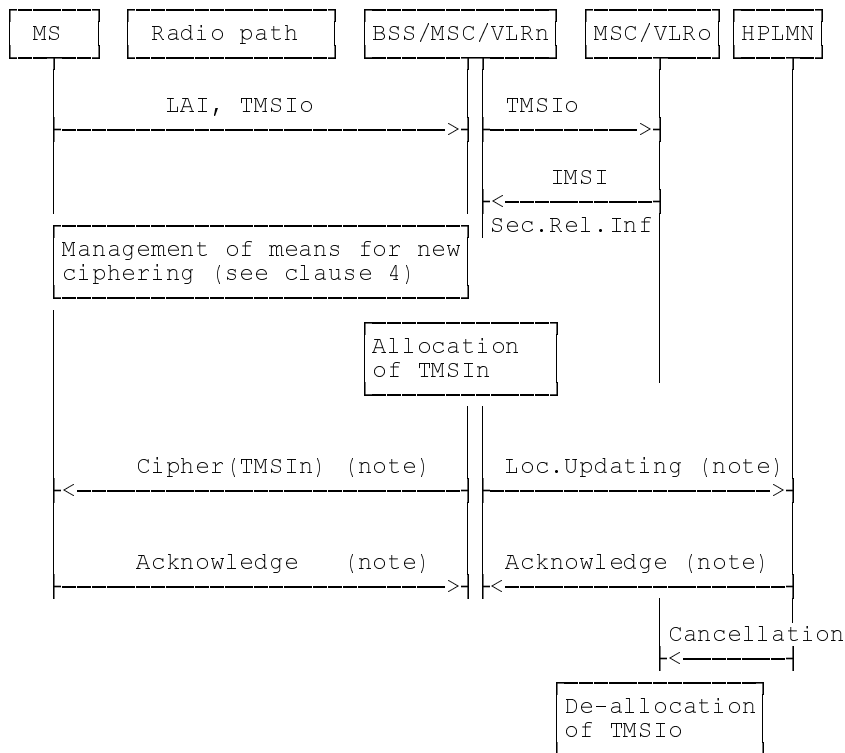 MS Radio path BSS/MSC/VLRn MSC/VLRo HPLMN
LAI, TMSIo TMSIo
IMSI
Sec.Rel.Inf
Management of means for new
ciphering (see clause 4)
Allocation
of TMSIn
Cipher(TMSIn) (note) Loc.Updating (note)
Acknowledge (note) Acknowledge (note)
Cancellation
De-allocation
of TMSIo